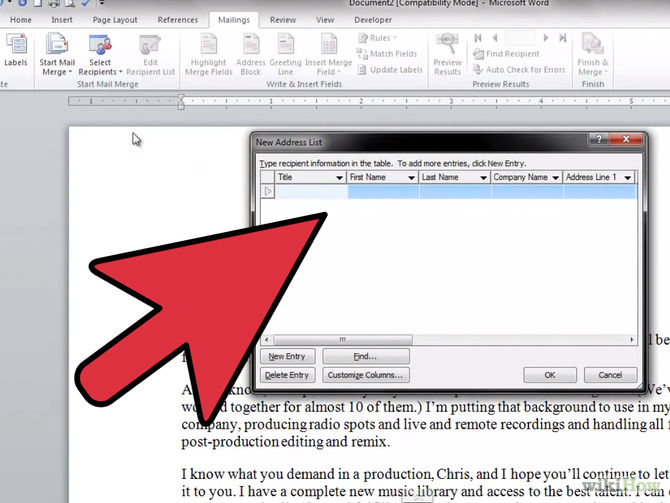 Document2 [Compatibility Mode] - Microsoft Word
Home Insert Page Layout References Mailings Review View Developer
Labels
Start Mail Merge
Select Recipients
Edit Recipient List
Start Mail Merge
Highlight Merge Fields
Address Block
Greeting Line
Insert Merge Field
Rules
Match Fields
Update Labels
Write & Insert Fields
Preview Results
Find Recipient
Auto Check for Errors
Preview Results
Finish & Merge
Finish
1 1 2 3 4 5
New Address List
Type recipient information in the table. To add more entries, click New Entry.
Title First Name Last Name Company Name Address Line 1
New Entry Find...
Delete Entry Customize Columns... OK Cancel
(We've
together for almost 10 of them.) I'm putting that background to use in my
company, producing radio spots and live and remote recordings and handling all
post-production editing and remix.
I know what you demand in a production, Chris, and I hope you'll continue to let
it to you. I have a complete new music library and access to the best talent. I can
wikiHow